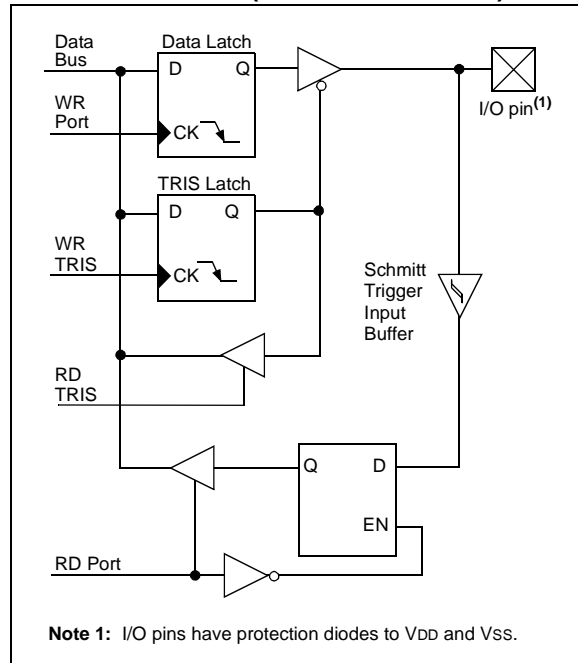 Data
Bus
Data Latch
D
Q
WR
Port
CK
I/O pin(1)
TRIS Latch
D
Q
WR
TRIS
CK
Schmitt
Trigger
Input
Buffer
RD
TRIS
Q
D
EN
RD Port
Note 1: I/O pins have protection diodes to VDD and VSS.